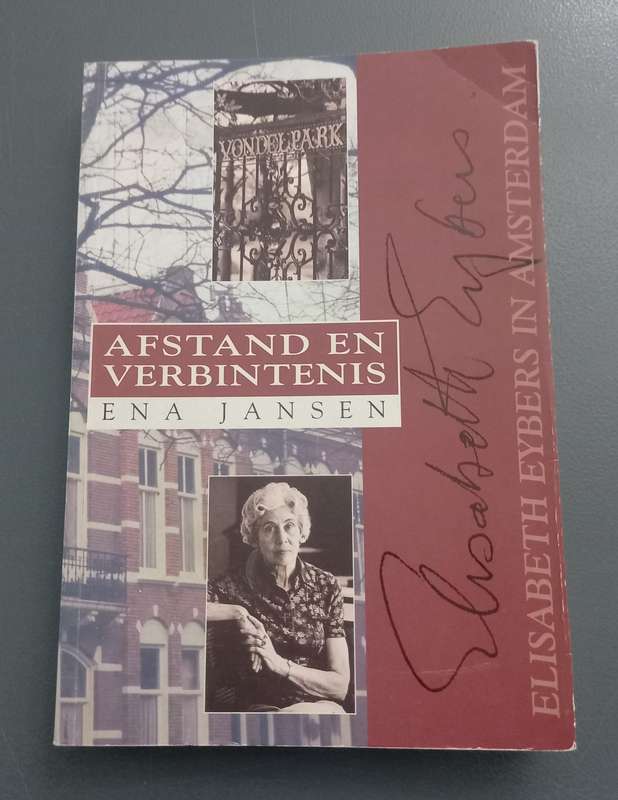 VONDELPARK
AFSTAND EN
VERBINTENIS
ENA JANSEN
Elisabeth Eybers
ELISABETH EYBERS IN AMSTERDAM